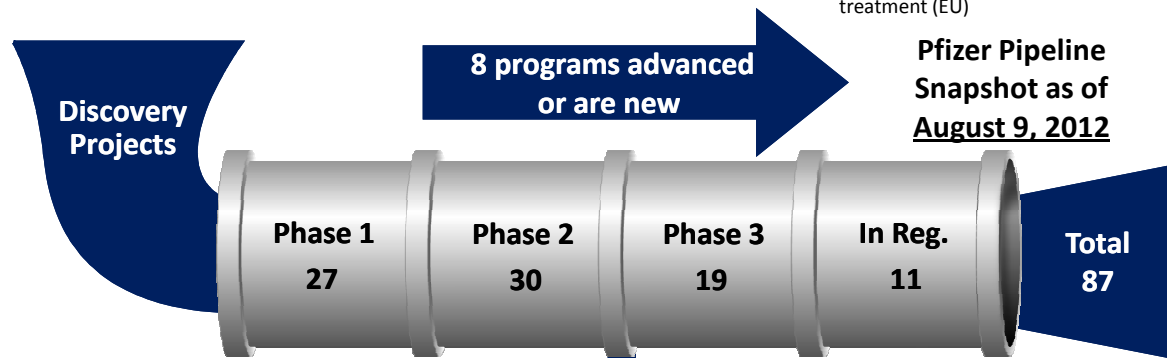 treatment (EU)
8 programs advanced
or are new
Pfizer Pipeline
Snapshot as of
August 9, 2012
Discovery
Projects
Phase 1
27
Phase 2
30
Phase 3
19
In Reg.
11
Total
87